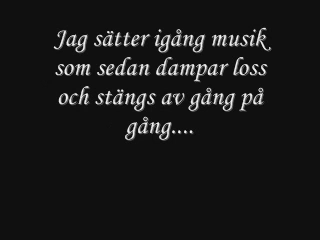 Jag sätter igång musik
som sedan dampar loss
och stängs av gång på
gång....